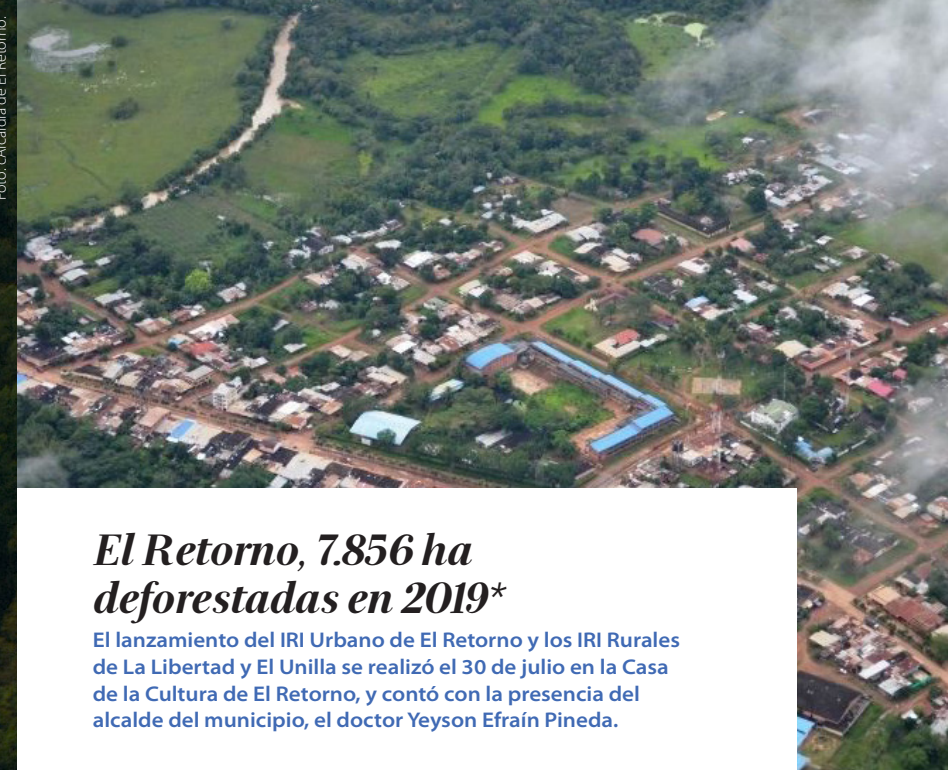 Foto: cAlcaldía de El Retorno.
El Retorno, 7.856 ha
deforestadas en 2019*
El lanzamiento del IRI Urbano de El Retorno y los IRI Rurales
de La Libertad y El Unilla se realizó el 30 de julio en la Casa
de la Cultura de El Retorno, y contó con la presencia del
alcalde del municipio, el doctor Yeyson Efraín Pineda.